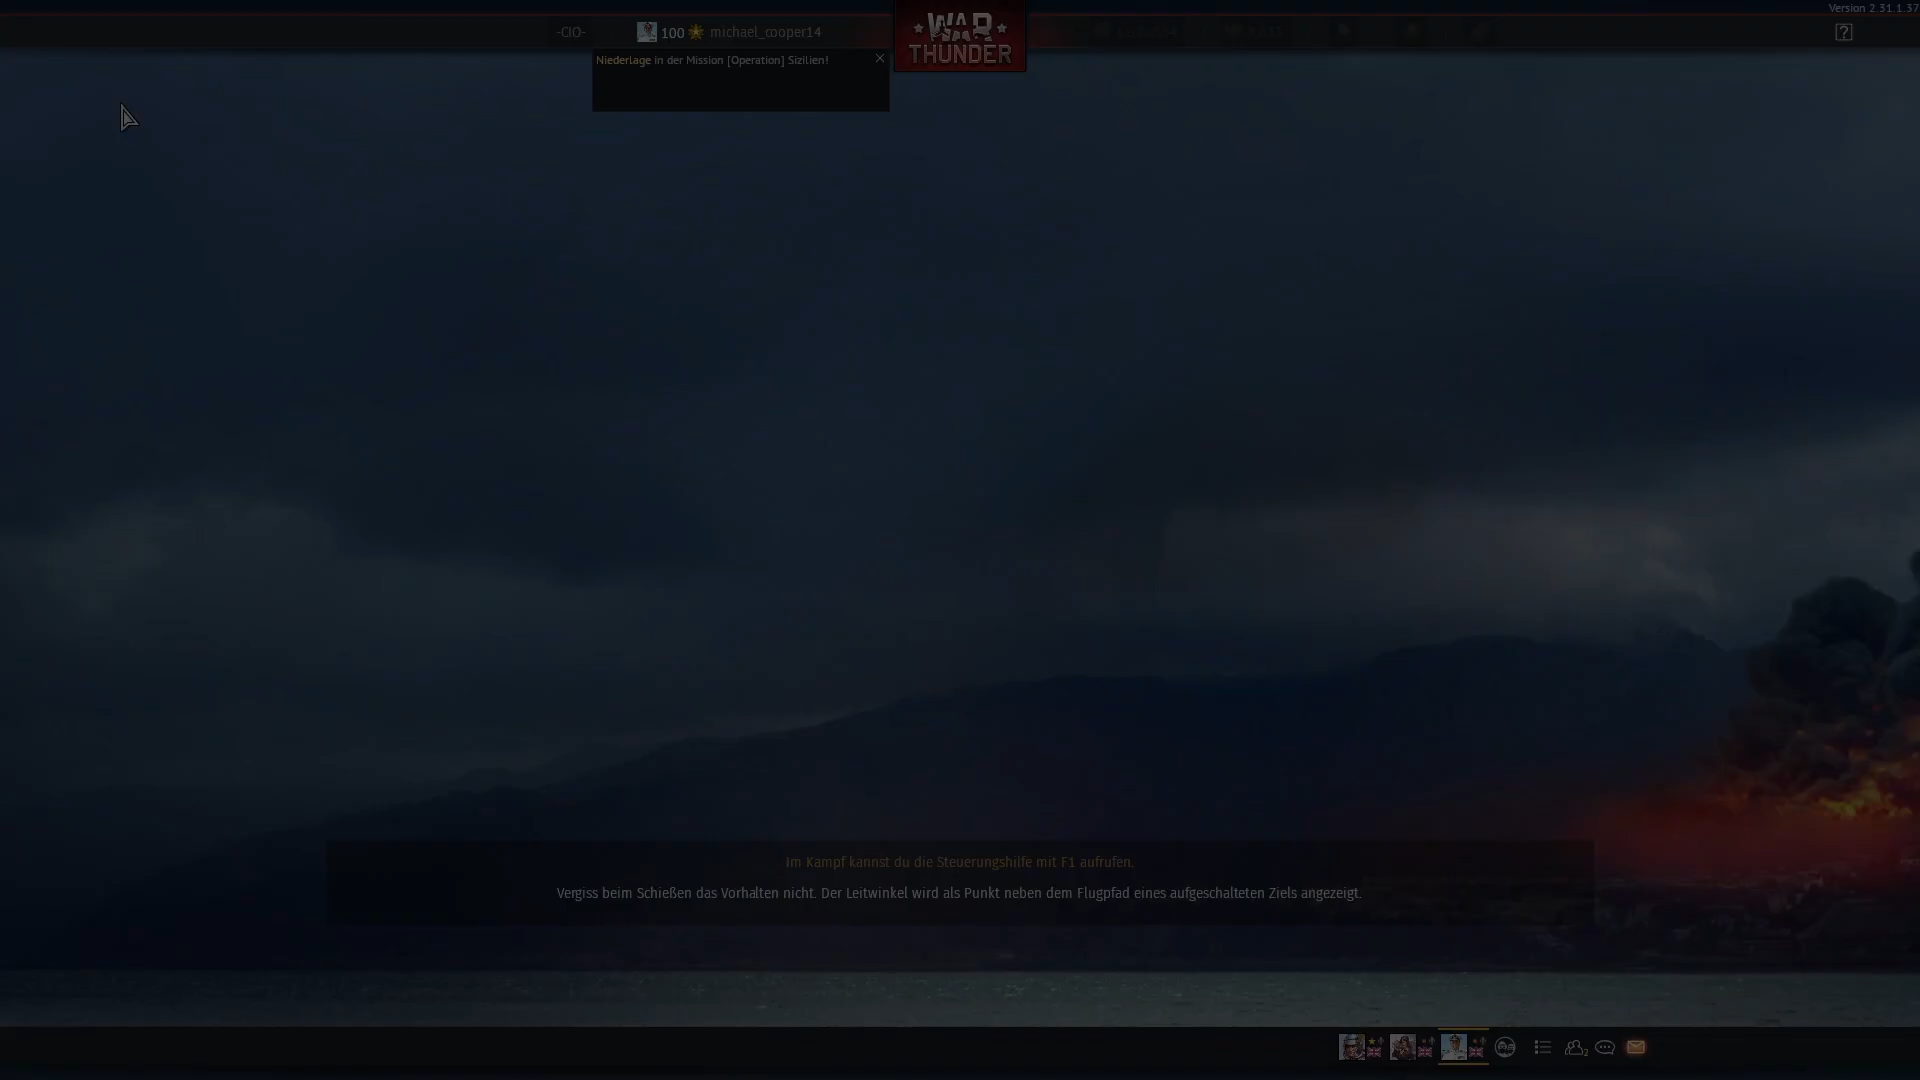 Version 2.31.1.37
-CIO-
100 michael_cooper14
WAR THUNDER
Niederlage in der Mission [Operation] Sizilien!
Im Kampf kannst du die Steuerungshilfe mit F1 aufrufen.
Vergiss beim Schießen das Vorhalten nicht. Der Leitwinkel wird als Punkt neben dem Flugpfad eines aufgeschalteten Ziels angezeigt.
2